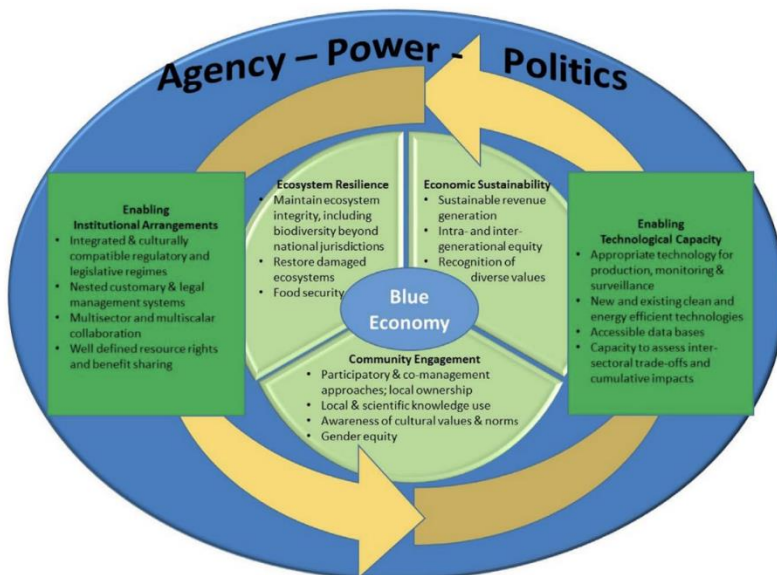 Agency – Power - Politics
Enabling
Institutional Arrangements
• Integrated & culturally
compatible regulatory and
legislative regimes
• Nested customary & legal
management systems
• Multisector and multiscalar
collaboration
• Well defined resource rights
and benefit sharing
Ecosystem Resilience
• Maintain ecosystem
integrity, including
biodiversity beyond
national jurisdictions
• Restore damaged
ecosystems
• Food security
Economic Sustainability
• Sustainable revenue
generation
• Intra- and inter-
generational equity
• Recognition of
diverse values
Blue
Economy
Community Engagement
• Participatory & co-management
approaches; local ownership
• Local & scientific knowledge use
• Awareness of cultural values & norms
• Gender equity
Enabling
Technological Capacity
• Appropriate technology for
production, monitoring &
surveillance
• New and existing clean and
energy efficient technologies
• Accessible data bases
• Capacity to assess inter-
sectoral trade-offs and
cumulative impacts